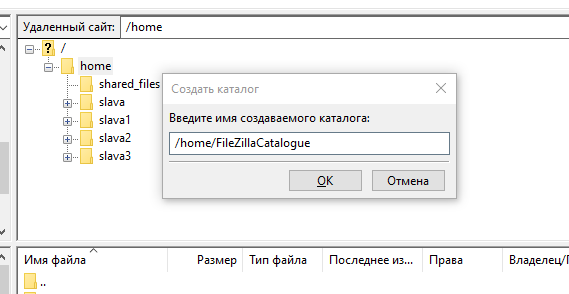 Удаленный сайт: /home
/
home
shared_files
slava
slava1
slava2
slava3
Создать каталог
Введите имя создаваемого каталога:
/home/FileZillaCatalogue
OK Отмена
Имя файла Размер Тип файла Последнее из... Права Владелец/Г
..